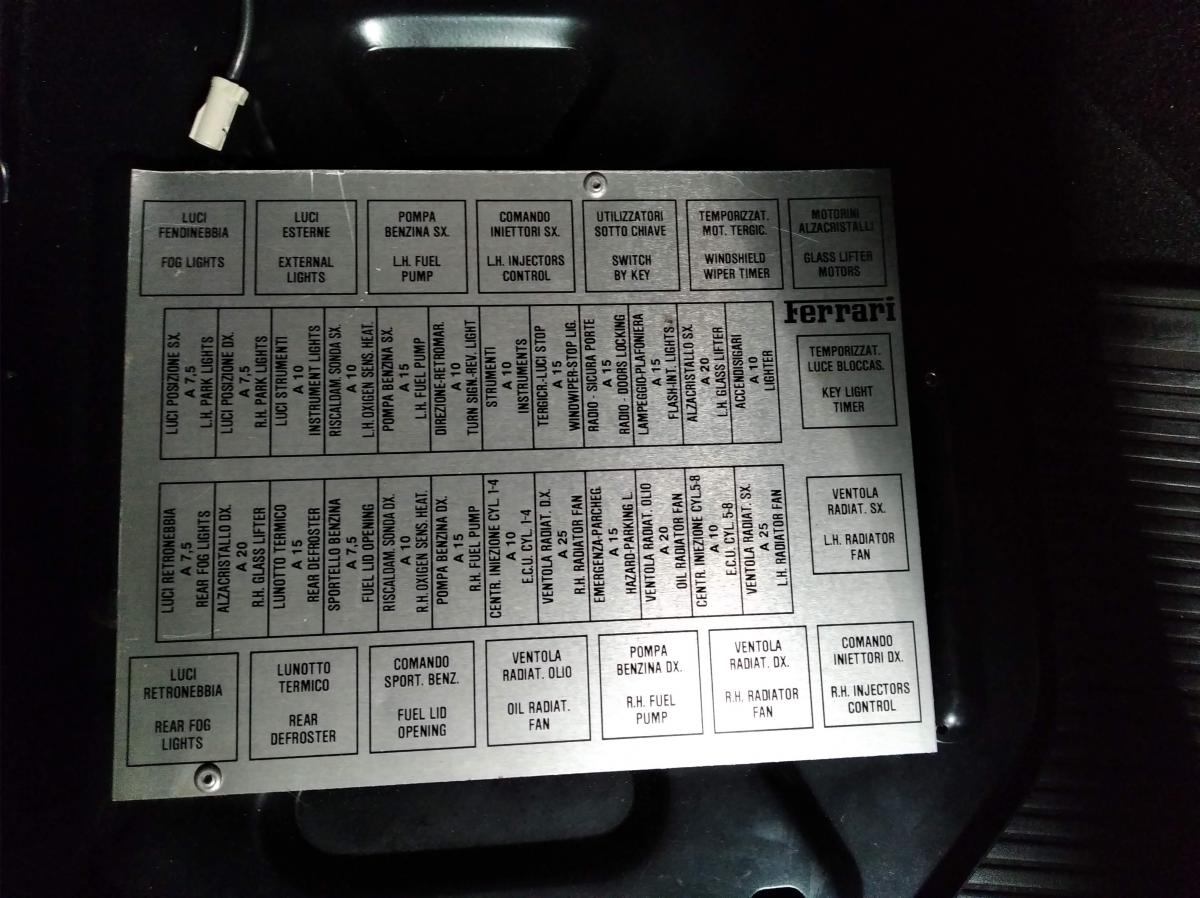 LUCI
FENDINEBBIA
FOG LIGHTS
LUCI
ESTERNE
EXTERNAL
LIGHTS
POMPA
BENZINA SX.
L.H. FUEL
PUMP
COMANDO
INIETTORI SX.
L.H. INJECTORS
CONTROL
UTILIZZATORI
SOTTO CHIAVE
SWITCH
BY KEY
TEMPORIZZAT.
MOT. TERGIC.
WINDSHIELD
WIPER TIMER
MOTORINI
ALZACRISTALLI
GLASS LIFTER
MOTORS
Ferrari
LUCI POSIZIONE SX.
A 7,5
L.H. PARK LIGHTS
LUCI POSIZIONE DX.
A 7,5
R.H. PARK LIGHTS
LUCI STRUMENTI
A 10
INSTRUMENT LIGHTS
RISCALDAM. SONDA SX.
A 10
L.H. OXIGEN SENS. HEAT.
POMPA BENZINA SX.
A 15
L.H. FUEL PUMP
DIREZIONE-RETROMAR.
A 10
TURN SIGN.-REV. LIGHT
STRUMENTI
A 10
INSTRUMENTS
TERGICR.-LUCI STOP
A 15
WINDWIPER-STOP LIG.
RADIO - SICURA PORTE
A 15
RADIO - DOORS LOCKING
LAMPEGGIO-PLAFONIERA
A 15
FLASH-INT. LIGHTS
ALZACRISTALLO SX.
A 20
L.H. GLASS LIFTER
ACCENDISIGARI
A 10
LIGHTER
TEMPORIZZAT.
LUCE BLOCCAS.
KEY LIGHT
TIMER
LUCI RETRONEBBIA
A 7,5
REAR FOG LIGHTS
ALZACRISTALLO DX.
A 20
R.H. GLASS LIFTER
LUNOTTO TERMICO
A 15
REAR DEFROSTER
SPORTELLO BENZINA
A 7,5
FUEL LID OPENING
RISCALDAM. SONDA DX.
A 10
R.H. OXIGEN SENS. HEAT.
POMPA BENZINA DX.
A 15
R.H. FUEL PUMP
CENTR. INIEZIONE CYL. 1-4
A 10
E.C.U. CYL. 1-4
VENTOLA RADIAT. D.X.
A 25
R.H. RADIATOR FAN
EMERGENZA-PARCHEG.
A 15
HAZARD-PARKING L.
VENTOLA RADIAT. OLIO
A 20
OIL RADIATOR FAN
CENTR. INIEZIONE CYL.5-8
A 10
E.C.U. CYL. 5-8
VENTOLA RADIAT. SX.
A 25
L.H. RADIATOR FAN
VENTOLA
RADIAT. SX.
L.H. RADIATOR
FAN
LUCI
RETRONEBBIA
REAR FOG
LIGHTS
LUNOTTO
TERMICO
REAR
DEFROSTER
COMANDO
SPORT. BENZ.
FUEL LID
OPENING
VENTOLA
RADIAT. OLIO
OIL RADIAT.
FAN
POMPA
BENZINA DX.
R.H. FUEL
PUMP
VENTOLA
RADIAT. DX.
R.H. RADIATOR
FAN
COMANDO
INIETTORI DX.
R.H. INJECTORS
CONTROL